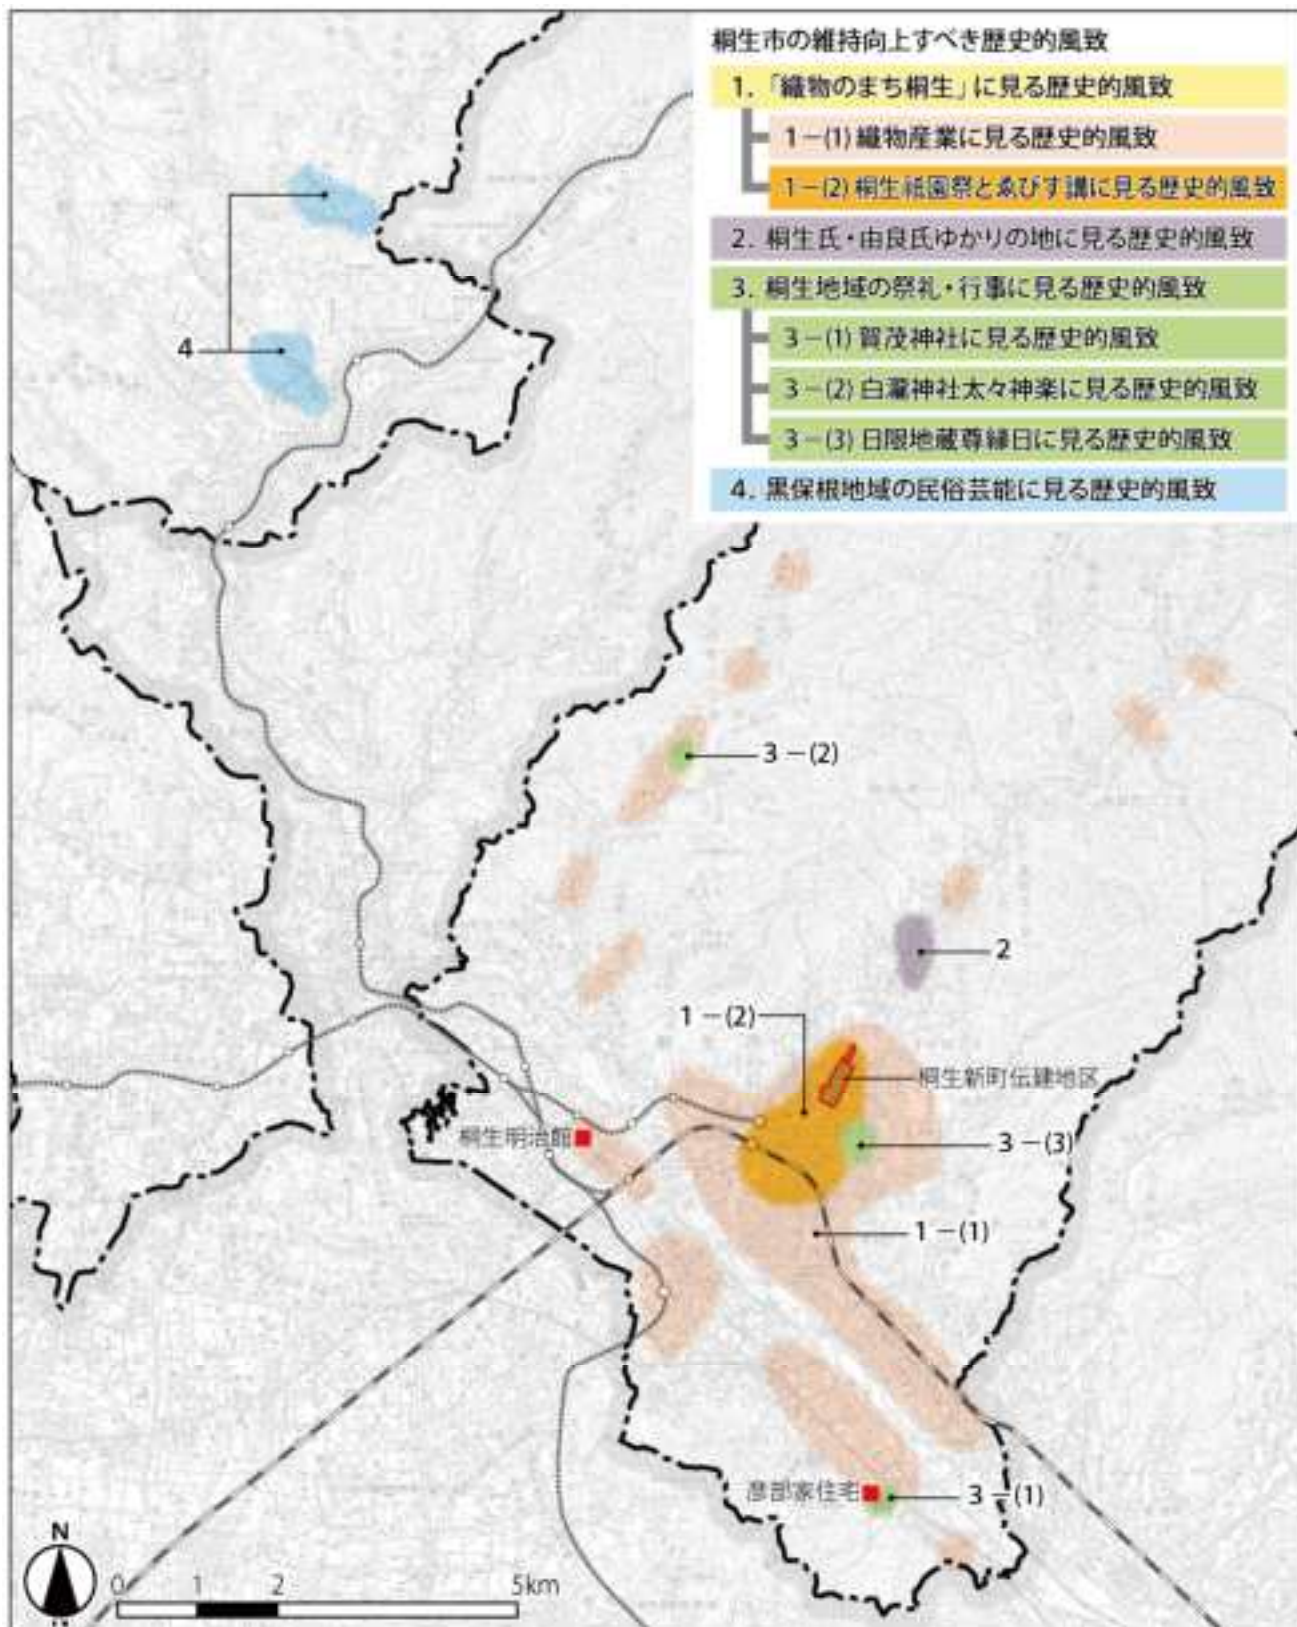 桐生市の維持向上すべき歴史的風致
1. 「織物のまち桐生」に見る歴史的風致
1－(1) 織物産業に見る歴史的風致
1－(2) 桐生祇園祭とゑびす講に見る歴史的風致
2. 桐生氏・由良氏ゆかりの地に見る歴史的風致
3. 桐生地域の祭礼・行事に見る歴史的風致
3－(1) 賀茂神社に見る歴史的風致
3－(2) 白瀧神社太々神楽に見る歴史的風致
3－(3) 日限地蔵尊縁日に見る歴史的風致
4. 黒保根地域の民俗芸能に見る歴史的風致
4
3－(2)
2
1－(2)
桐生新町伝建地区
桐生明治館
3－(3)
1－(1)
彦部家住宅
3－(1)
N
0 1 2 5km